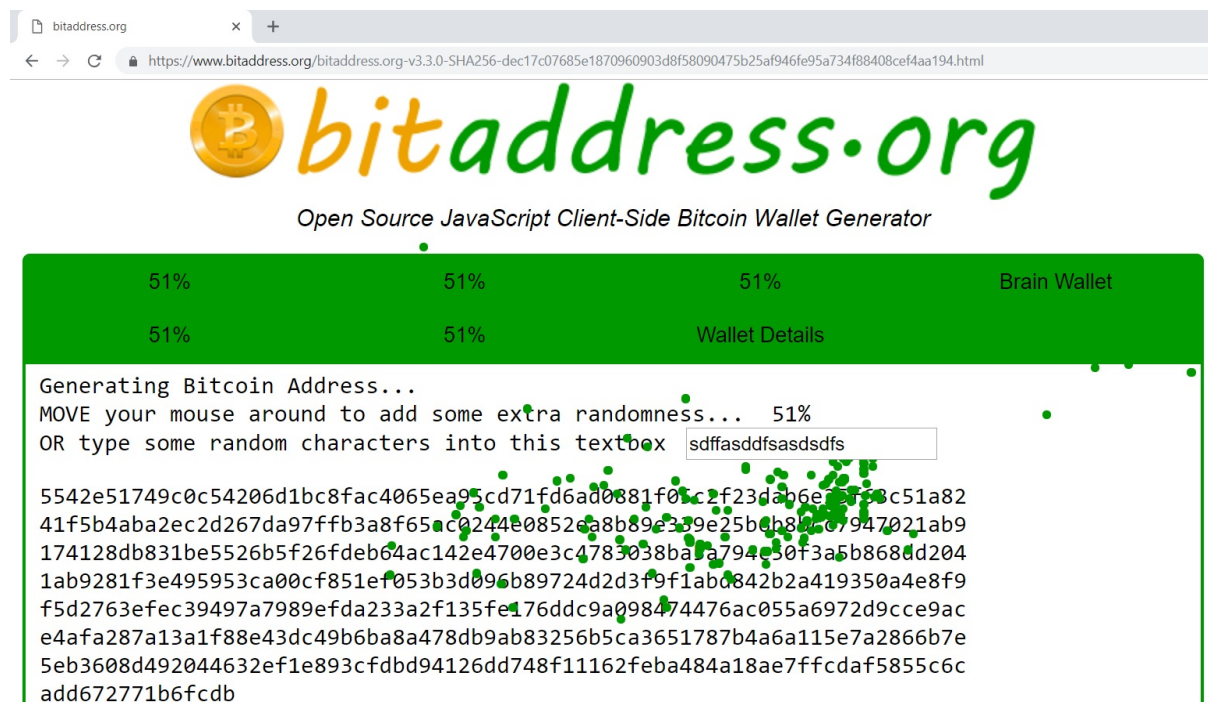 bitaddress.org
https://www.bitaddress.org/bitaddress.org-v3.3.0-SHA256-dec17c07685e1870960903d8f58090475b25af946fe95a734f88408cef4aa194.html
bitaddress.org
Open Source JavaScript Client-Side Bitcoin Wallet Generator
51% 51% 51% Brain Wallet
51% 51% Wallet Details
Generating Bitcoin Address...
MOVE your mouse around to add some extra randomness... 51%
OR type some random characters into this textbox sdffasddfsasdsdfs
1ab9281f3e495953ca00cf851ef053b3d096b89724d2d3f9f1abd842b2a419350a4e8f9
f5d2763efec39497a7989efda233a2f135fe176ddc9a098474476ac055a6972d9cce9ac
e4afa287a13a1f88e43dc49b6ba8a478db9ab83256b5ca3651787b4a6a115e7a2866b7e
5eb3608d492044632ef1e893cfdbd94126dd748f11162feba484a18ae7ffcdaf5855c6c
add672771b6fcdb